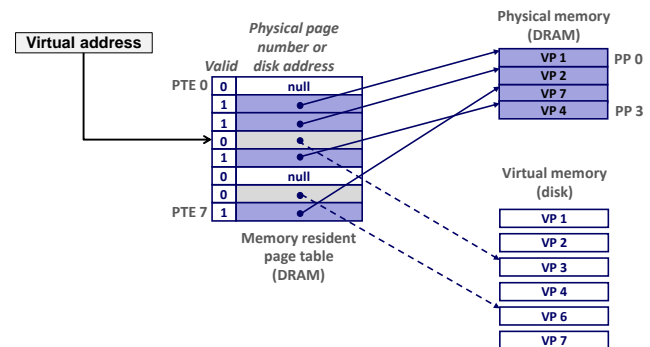 Virtual address
Physical page
number or
disk address
Valid
PTE 0
0
null
1
1
0
1
0
null
0
PTE 7
1
Memory resident
page table
(DRAM)
Physical memory
(DRAM)
VP 1
PP 0
VP 2
VP 7
VP 4
PP 3
Virtual memory
(disk)
VP 1
VP 2
VP 3
VP 4
VP 6
VP 7